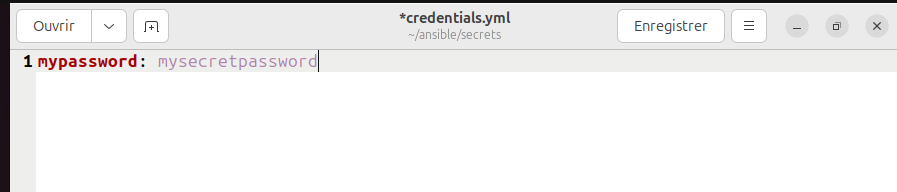 Ouvrir
*credentials.yml
~/ansible/secrets
Enregistrer
1 mypassword: mysecretpassword